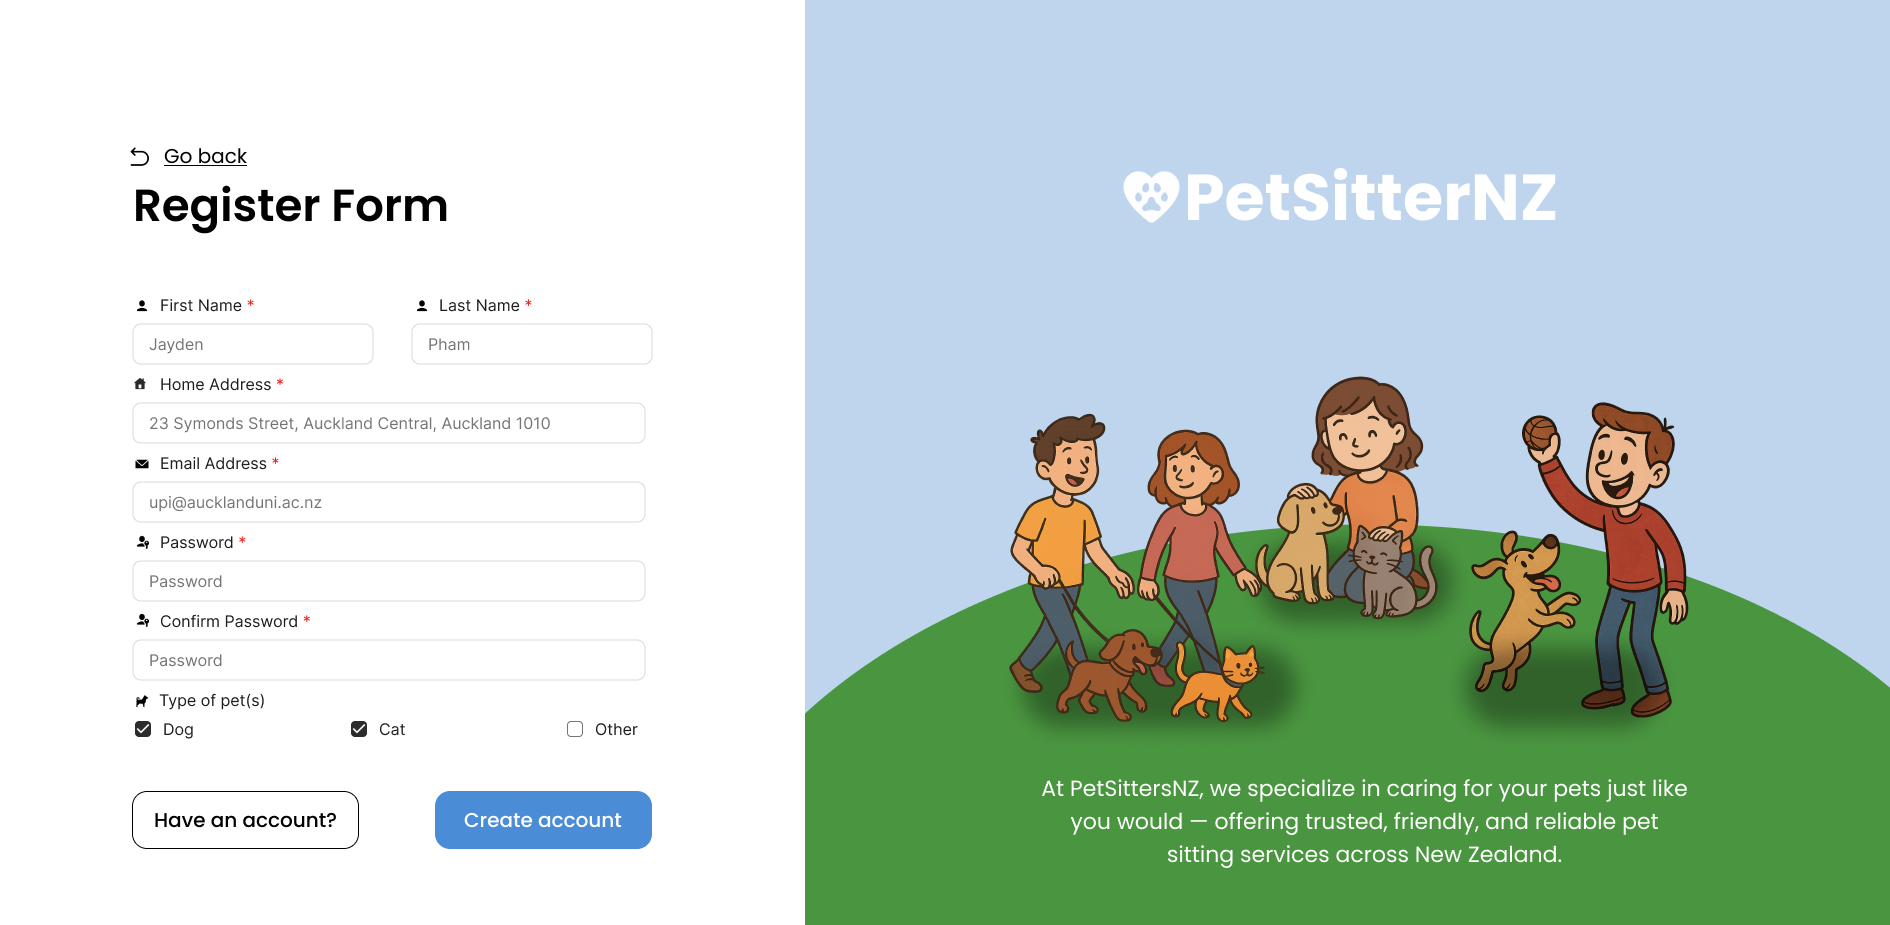 Go back
Register Form
First Name *
Last Name *
Jayden
Pham
Home Address *
23 Symonds Street, Auckland Central, Auckland 1010
Email Address *
upi@aucklanduni.ac.nz
Password *
Password
Confirm Password *
Password
Type of pet(s)
Dog
Cat
Other
Have an account?
Create account
PetSitterNZ
At PetSittersNZ, we specialize in caring for your pets just like
you would — offering trusted, friendly, and reliable pet
sitting services across New Zealand.